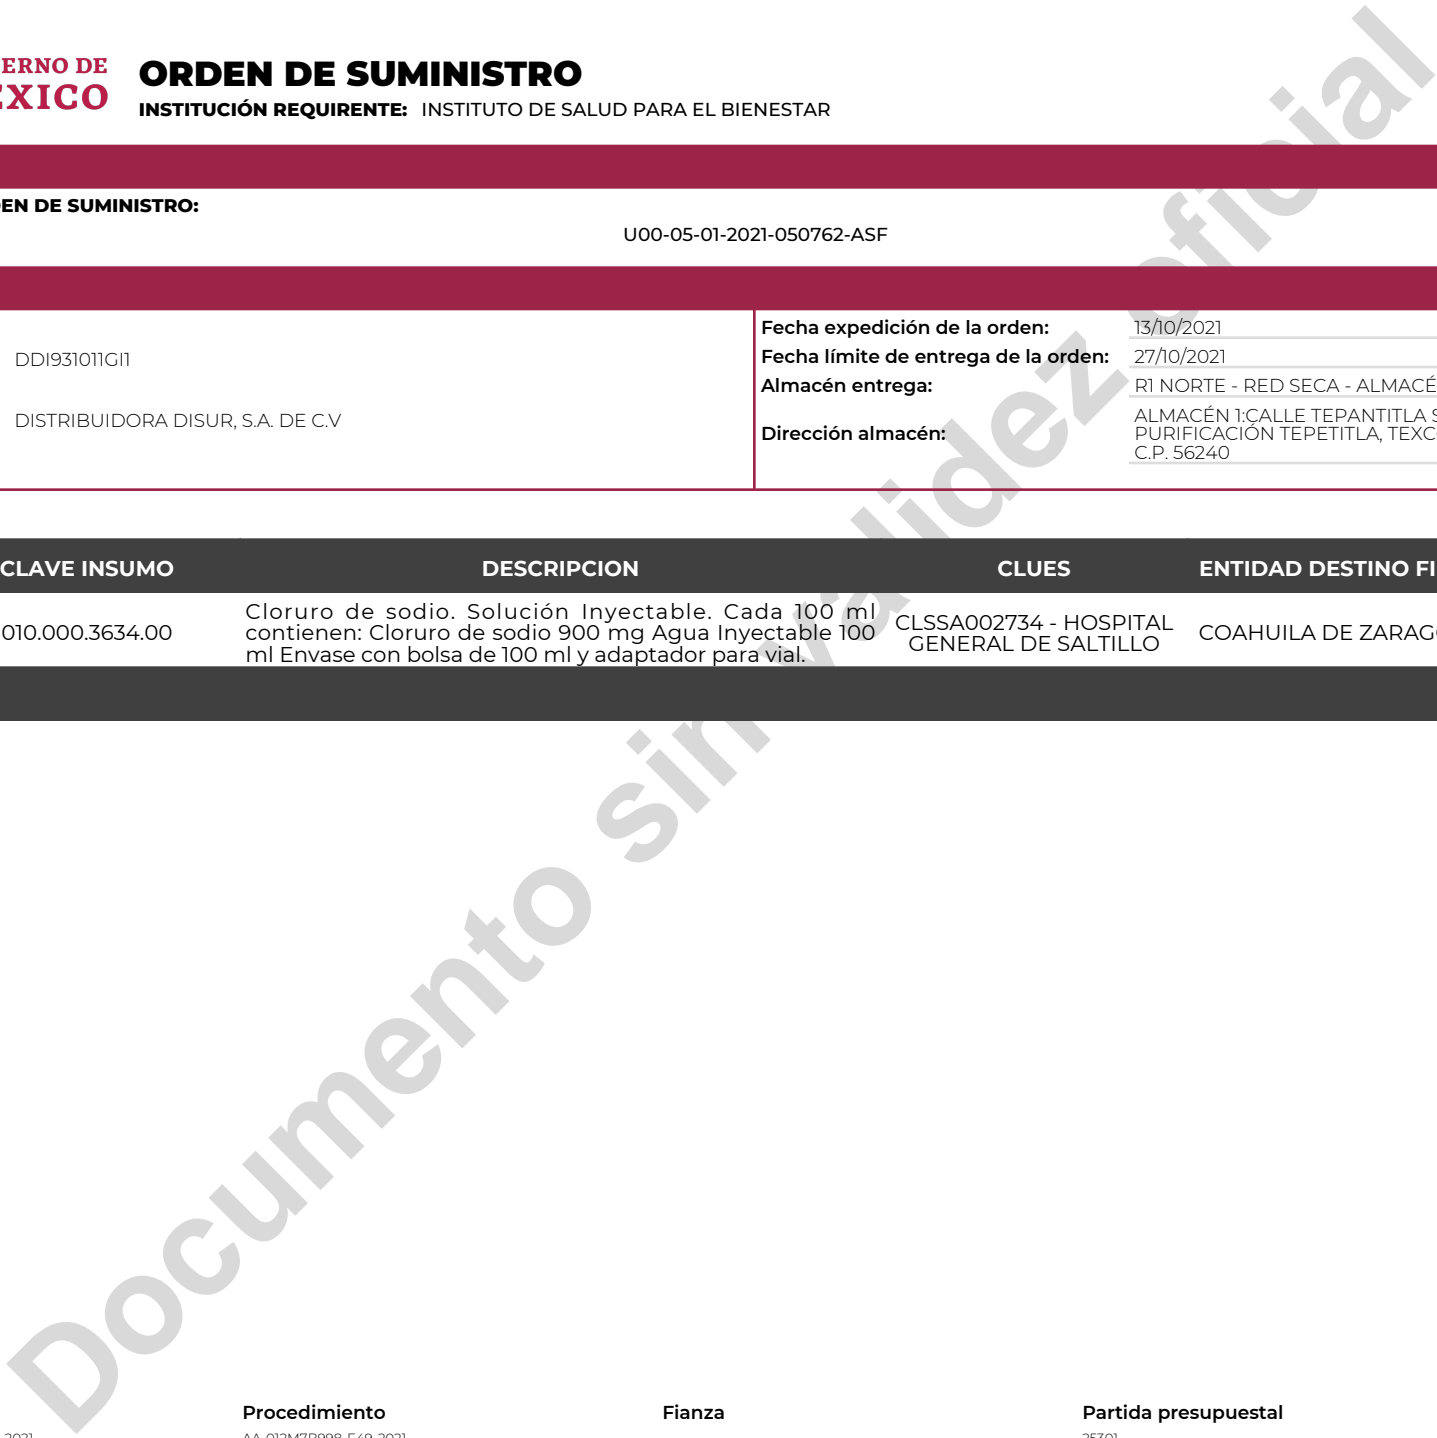 ERNO DE
ORDEN DE SUMINISTRO
INSTITUCIÓN REQUIRENTE: INSTITUTO DE SALUD PARA EL BIENESTAR
EXICO
EN DE SUMINISTRO:
U00-05-01-2021-050762-ASF
DDI931011GI1
DISTRIBUIDORA DISUR, S.A. DE C.V
Fecha expedición de la orden: 13/10/2021
Fecha límite de entrega de la orden: 27/10/2021
Almacén entrega: R1 NORTE - RED SECA - ALMACÉ
Dirección almacén:
ALMACÉN 1:CALLE TEPANTITLA S
PURIFICACIÓN TEPETITLA, TEXC
C.P. 56240
CLAVE INSUMO DESCRIPCION CLUES ENTIDAD DESTINO FI
010.000.3634.00
Cloruro de sodio. Solución Inyectable. Cada 100 ml
contienen: Cloruro de sodio 900 mg Agua Inyectable 100
ml Envase con bolsa de 100 ml y adaptador para vial.
CLSSA002734 - HOSPITAL
GENERAL DE SALTILLO
COAHUILA DE ZARAG
Documento sin validez oficial
Procedimiento Fianza Partida presupuestal